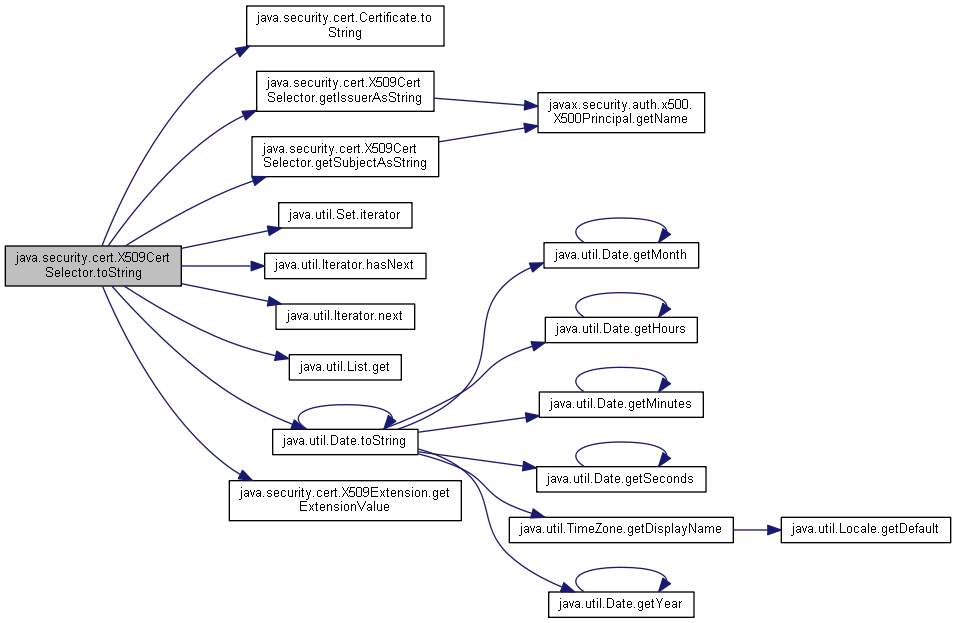 java.security.cert.Certificate.to
String
java.security.cert.X509Cert
Selector.getIssuerAsString
javax.security.auth.x500.
X500Principal.getName
java.security.cert.X509Cert
Selector.getSubjectAsString
java.util.Set.iterator
java.security.cert.X509Cert
Selector.toString
java.util.Iterator.hasNext
java.util.Iterator.next
java.util.List.get
java.util.Date.toString
java.security.cert.X509Extension.get
ExtensionValue
java.util.Date.getMonth
java.util.Date.getHours
java.util.Date.getMinutes
java.util.Date.getSeconds
java.util.TimeZone.getDisplayName
java.util.Locale.getDefault
java.util.Date.getYear